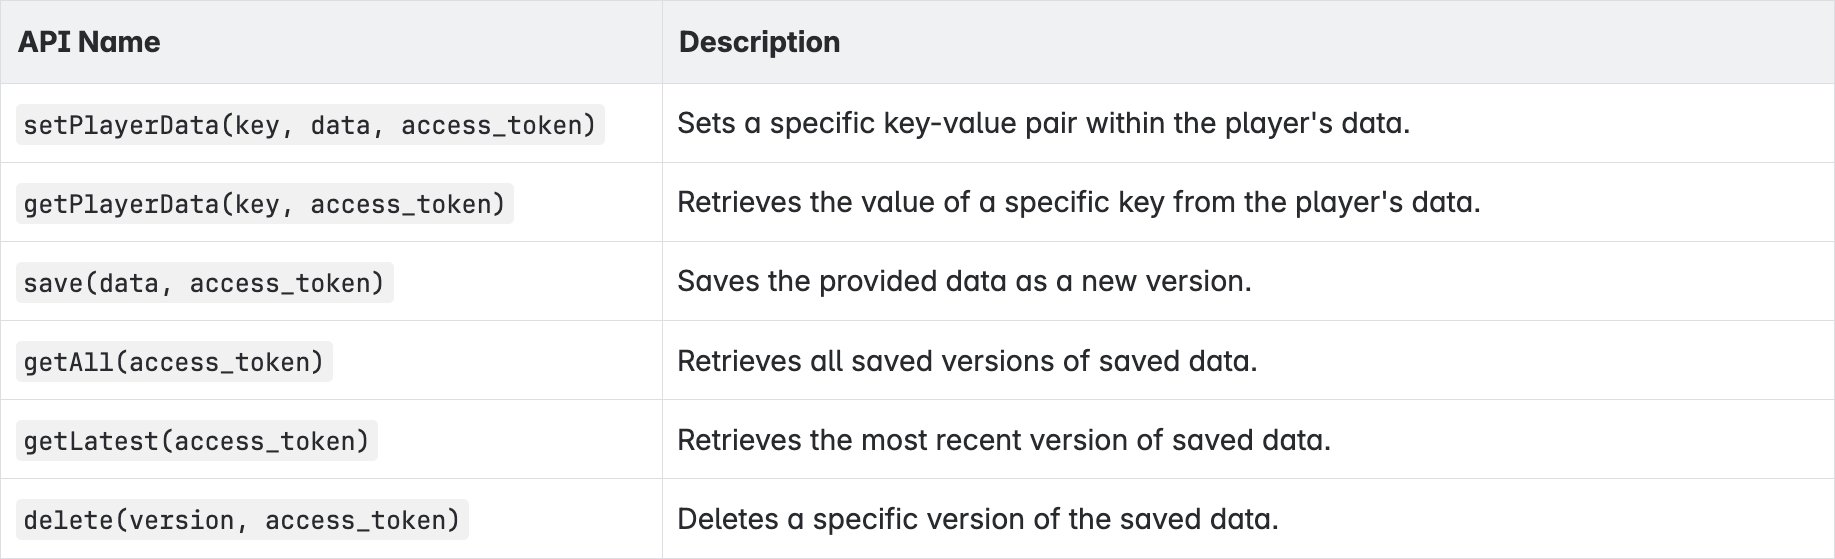 API Name
Description
setPlayerData(key, data, access_token)
Sets a specific key-value pair within the player's data.
getPlayerData(key, access_token)
Retrieves the value of a specific key from the player's data.
save(data, access_token)
Saves the provided data as a new version.
getAll(access_token)
Retrieves all saved versions of saved data.
getLatest(access_token)
Retrieves the most recent version of saved data.
delete(version, access_token)
Deletes a specific version of the saved data.